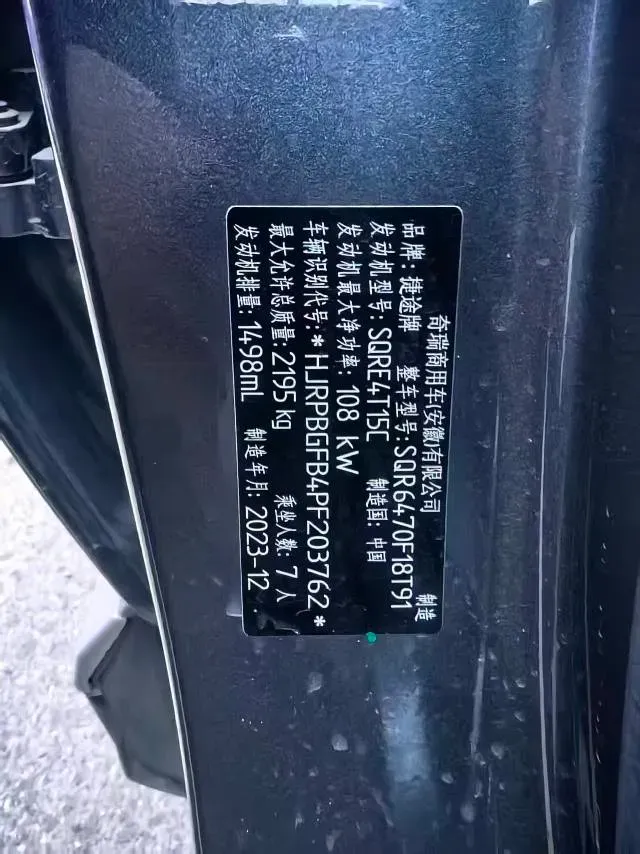 奇瑞商用车(安徽)有限公司 制造
品牌:捷途牌 整车型号:SQR6470F18T91
发动机型号:SQRE4T15C 制造国:中国
发动机最大净功率:108 kW
车辆识别代号:*HJRPBGFB4PF203762*
最大允许总质量:2195 kg 乘坐人数:7 人
发动机排量:1498mL 制造年月:2023-12